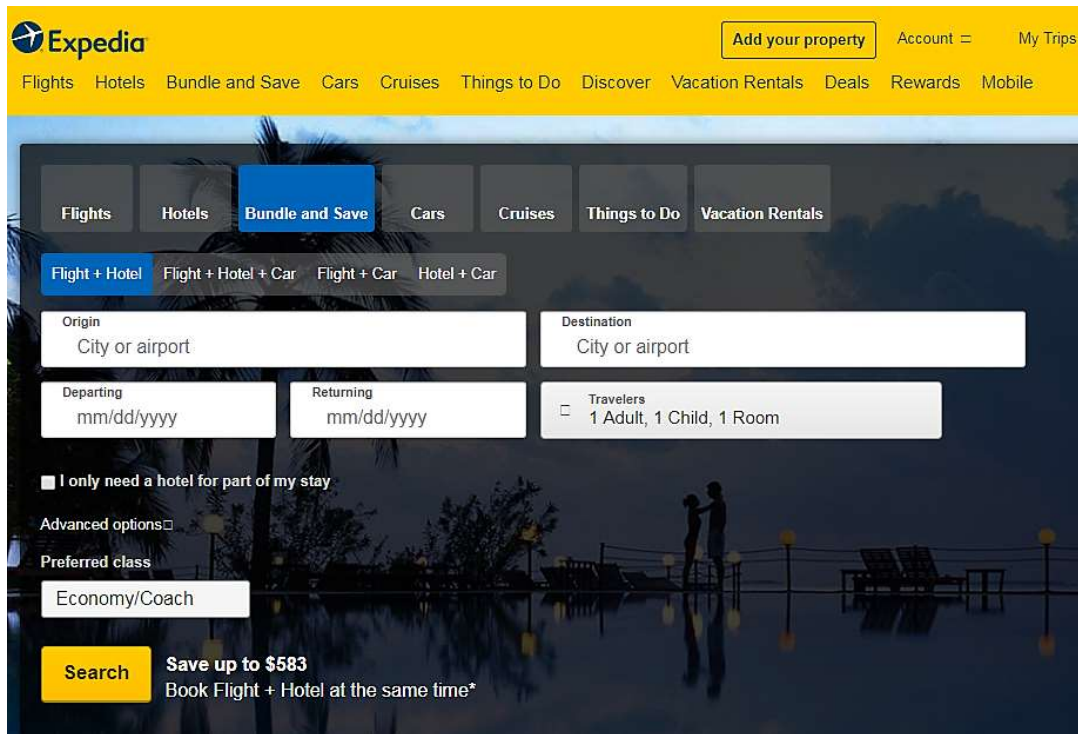 Expedia
Add your property Account My Trips
Flights Hotels Bundle and Save Cars Cruises Things to Do Discover Vacation Rentals Deals Rewards Mobile
Flights Hotels Bundle and Save Cars Cruises Things to Do Vacation Rentals
Flight + Hotel Flight + Hotel + Car Flight + Car Hotel + Car
Origin Destination
City or airport City or airport
Departing Returning Travelers
mm/dd/yyyy mm/dd/yyyy 1 Adult, 1 Child, 1 Room
I only need a hotel for part of my stay
Advanced options
Preferred class
Economy/Coach
Search Save up to $583
Book Flight + Hotel at the same time*